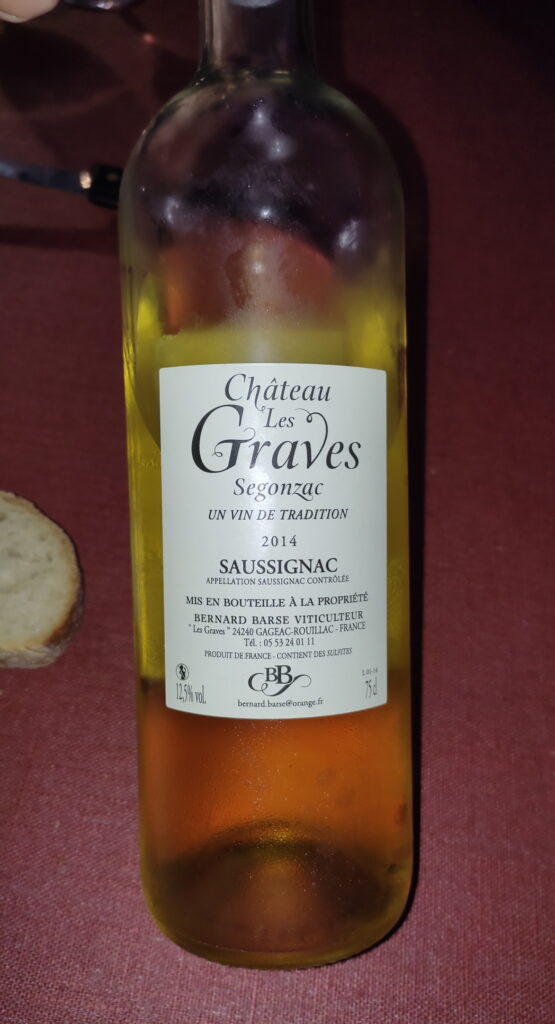 Château
Les
Graves
Segonzac
UN VIN DE TRADITION
2014
SAUSSIGNAC
APPELLATION SAUSSIGNAC CONTRÔLÉE
MIS EN BOUTEILLE À LA PROPRIÉTÉ
BERNARD BARSE VITICULTEUR
" Les Graves " 24240 GAGEAC-ROUILLAC - FRANCE
Tél. : 05 53 24 01 11
PRODUIT DE FRANCE - CONTIENT DES SULFITES
BB
L 01-14
12,5% vol.
75 cl
bernard.barse@orange.fr